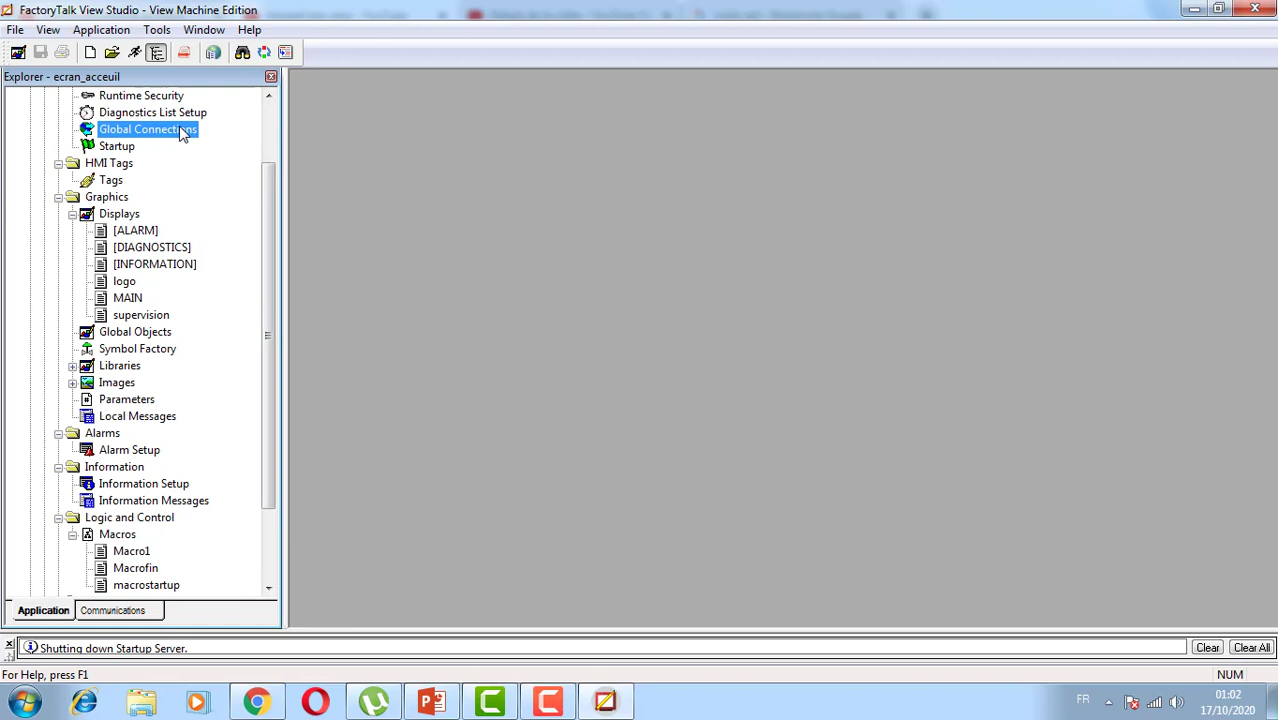 FactoryTalk View Studio - View Machine Edition
File View Application Tools Window Help
Explorer - ecran_acceuil
Runtime Security
Diagnostics List Setup
Global Connections
Startup
HMI Tags
Tags
Graphics
Displays
[ALARM]
[DIAGNOSTICS]
[INFORMATION]
logo
MAIN
supervision
Global Objects
Symbol Factory
Libraries
Images
Parameters
Local Messages
Alarms
Alarm Setup
Information
Information Setup
Information Messages
Logic and Control
Macros
Macro1
Macrofin
macrostartup
Application Communications
Shutting down Startup Server. Clear Clear All
For Help, press F1 NUM
FR 01:02
17/10/2020